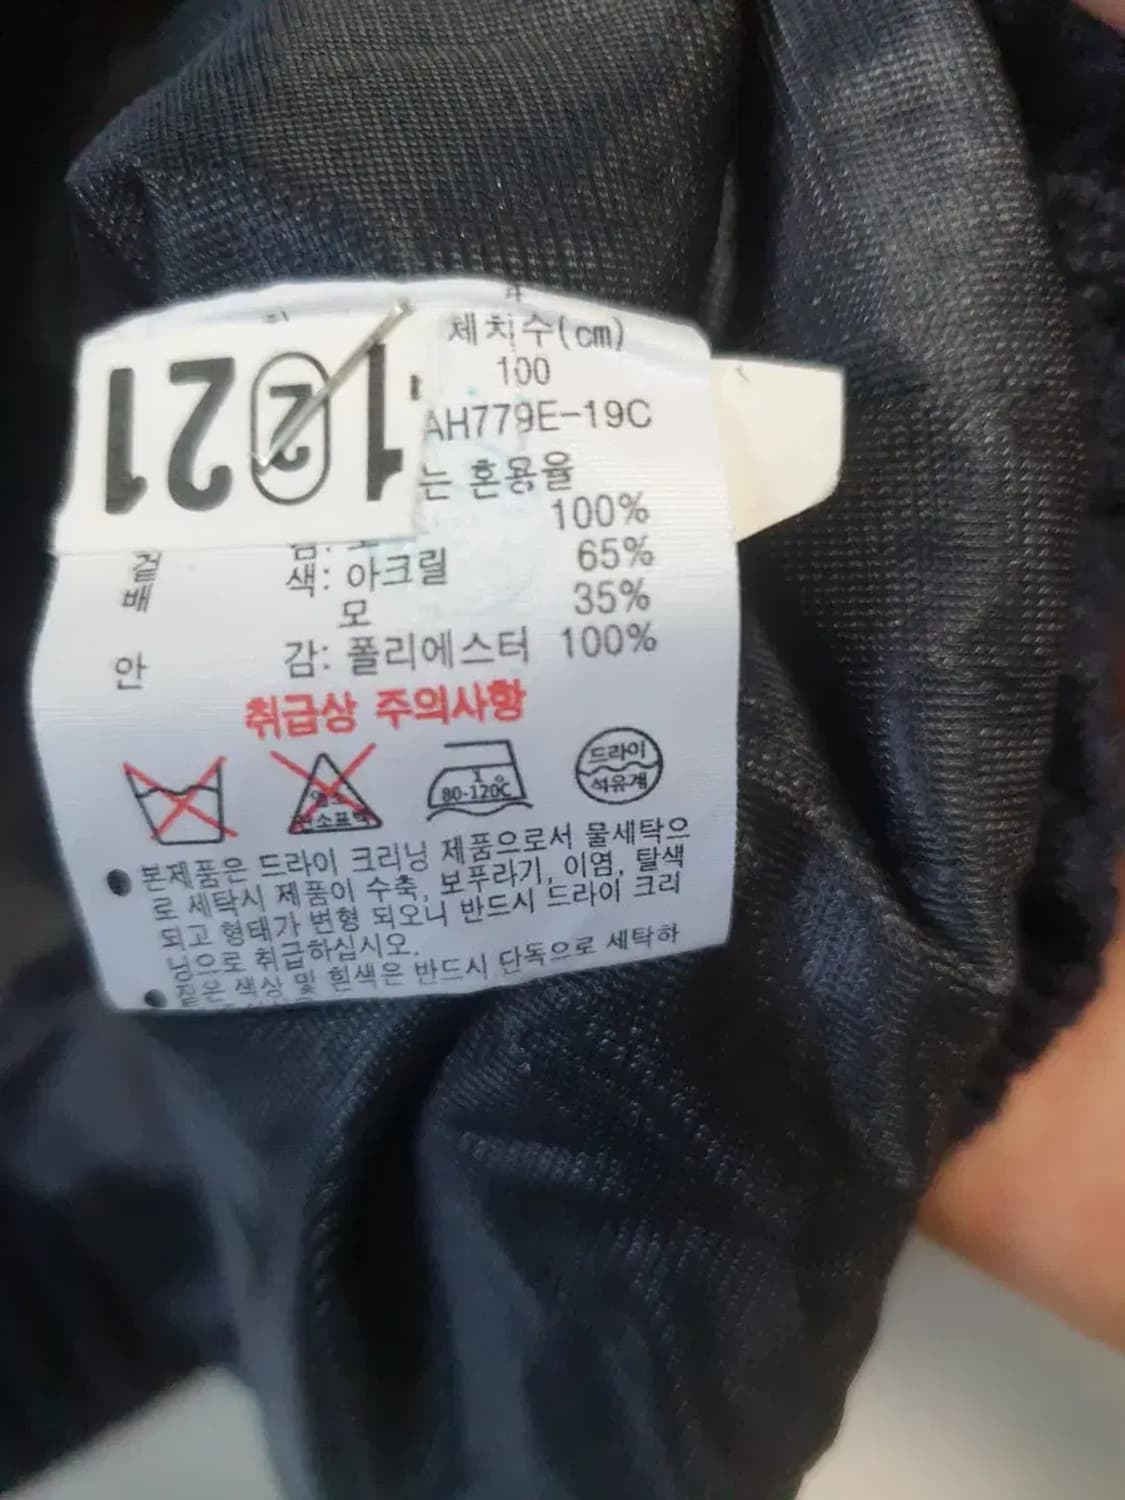 체치수(cm)
100
AH779E-19C
는 혼용율
121 2 1
100%
겉
배 색: 아크릴 65%
모 35%
안 감: 폴리에스터 100%
취급상 주의사항
80-120℃
드라이
석유계
본제품은 드라이 크리닝 제품으로서 물세탁으
로 세탁시 제품이 수축, 보푸라기, 이염, 탈색
되고 형태가 변형 되오니 반드시 드라이 크리
닝으로 취급하십시오.
짙은 색상 및 흰색은 반드시 단독으로 세탁하